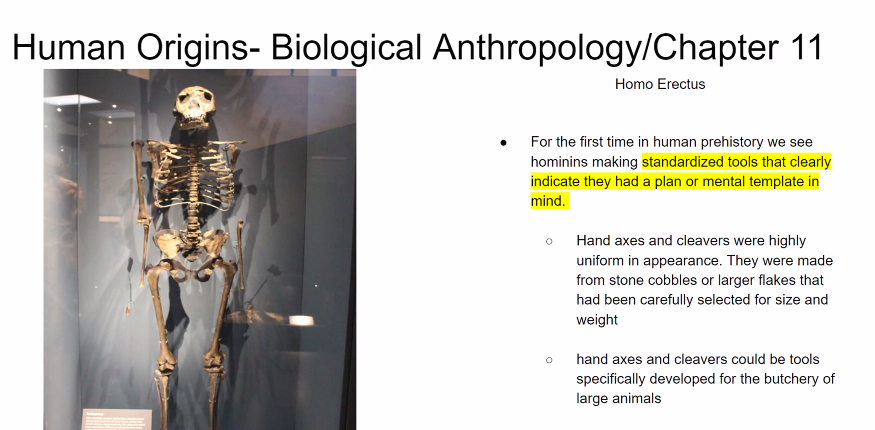 Human Origins- Biological Anthropology/Chapter 11
Homo Erectus
● For the first time in human prehistory we see
hominins making standardized tools that clearly
indicate they had a plan or mental template in
mind.
○ Hand axes and cleavers were highly
uniform in appearance. They were made
from stone cobbles or larger flakes that
had been carefully selected for size and
weight
○ hand axes and cleavers could be tools
specifically developed for the butchery of
large animals